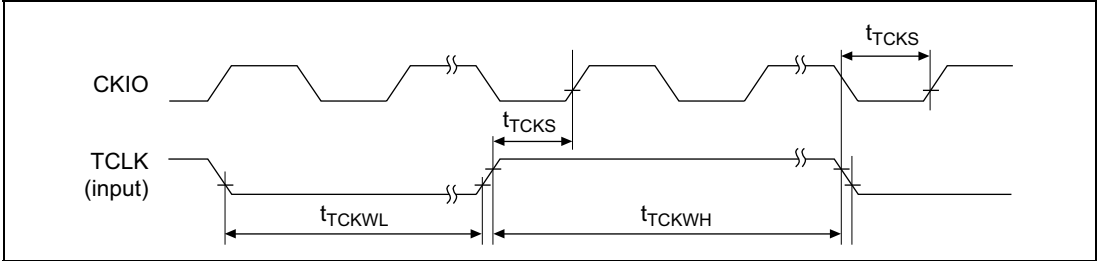 tTCKS
CKIO
tTCKS
TCLK
(input)
tTCKWL
tTCKWH